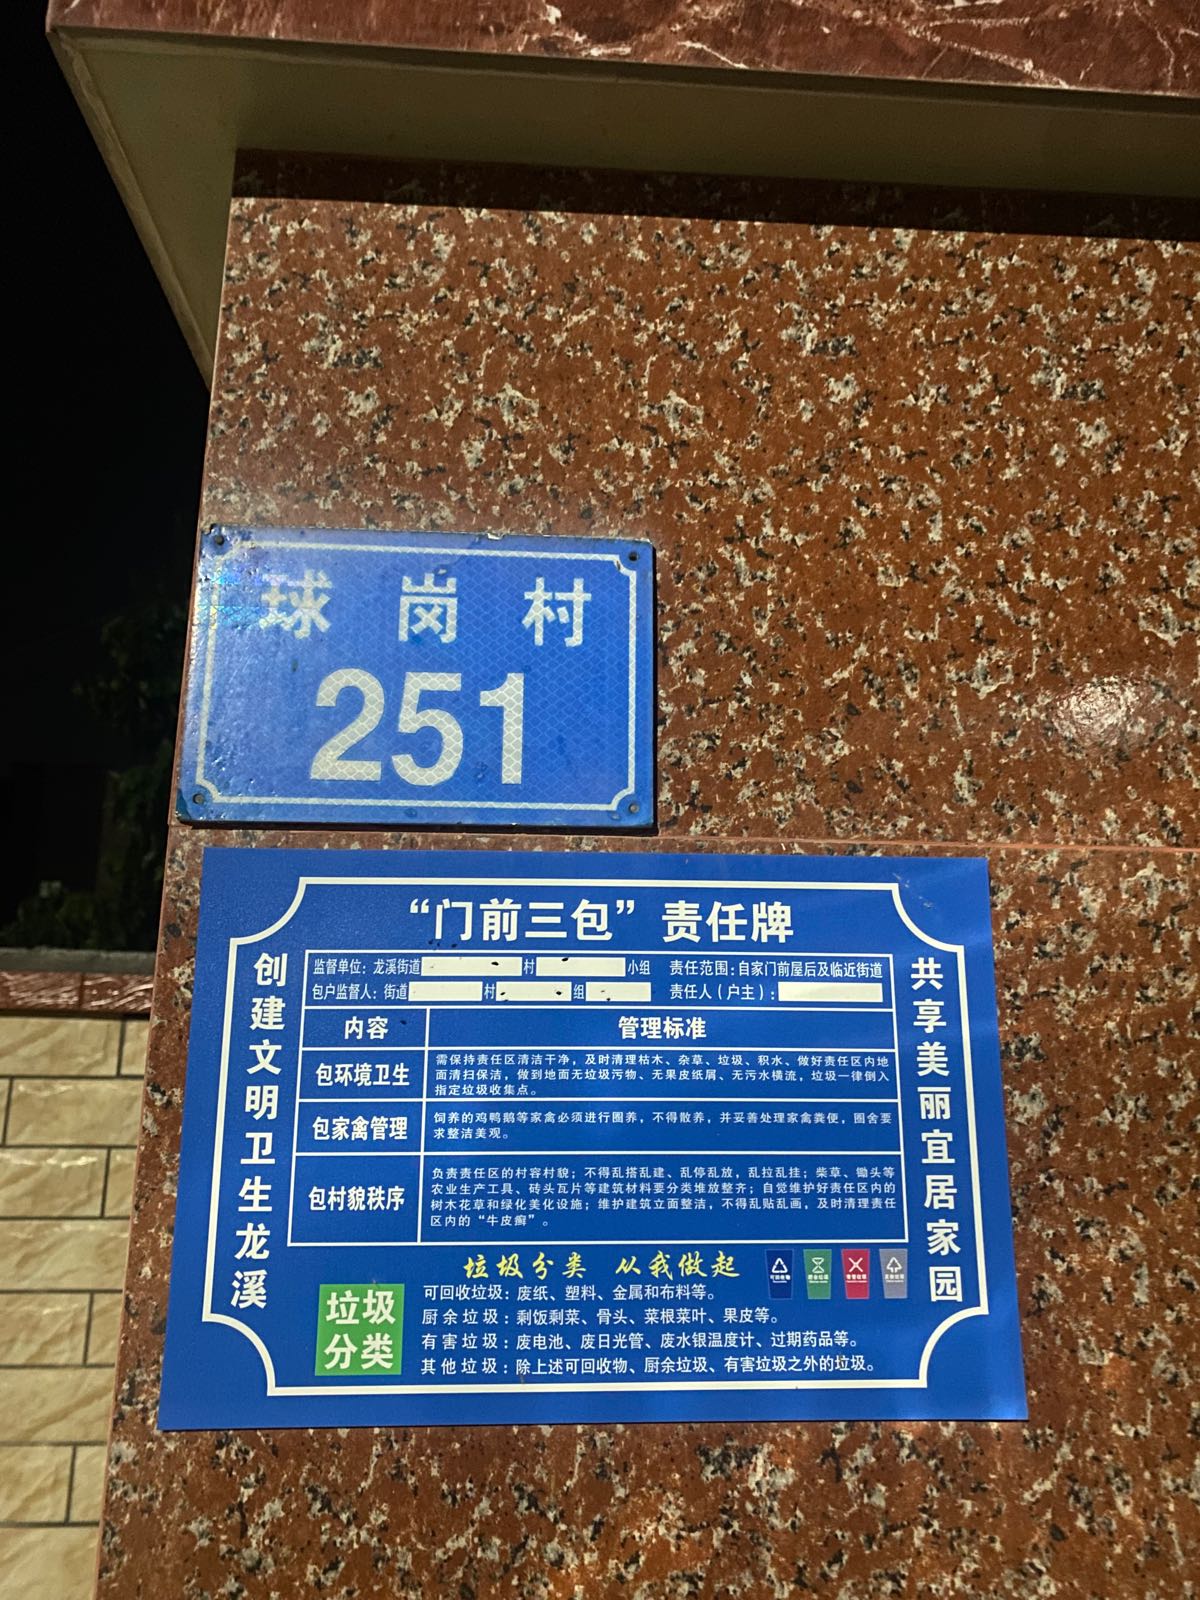 球岗村
251
“门前三包”责任牌
创建文明卫生龙溪
监督单位：龙溪街道 村 小组 责任范围：自家门前屋后及临近街道
包户监督人：街道 村 组 责任人（户主）：
内容 管理标准
包环境卫生
需保持责任区清洁干净，及时清理枯木、杂草、垃圾、积水、做好责任区内地
面清扫保洁，做到地面无垃圾污物、无果皮纸屑、无污水横流，垃圾一律倒入
指定垃圾收集点。
包家禽管理
饲养的鸡鸭鹅等家禽必须进行圈养，不得散养，并妥善处理家禽粪便，圈舍要
求整洁美观。
包村貌秩序
负责责任区的村容村貌；不得乱搭乱建、乱停乱放，乱拉乱挂；柴草、锄头等
农业生产工具、砖头瓦片等建筑材料要分类堆放整齐；自觉维护好责任区内的
树木花草和绿化美化设施；维护建筑立面整洁，不得乱贴乱画，及时清理责任
区内的“牛皮癣”。
共享美丽宜居家园
垃圾分类 从我做起
可回收物
厨余垃圾
有害垃圾
其他垃圾
垃圾
分类
可回收垃圾：废纸、塑料、金属和布料等。
厨余垃圾：剩饭剩菜、骨头、菜根菜叶、果皮等。
有害垃圾：废电池、废日光管、废水银温度计、过期药品等。
其他垃圾：除上述可回收物、厨余垃圾、有害垃圾之外的垃圾。